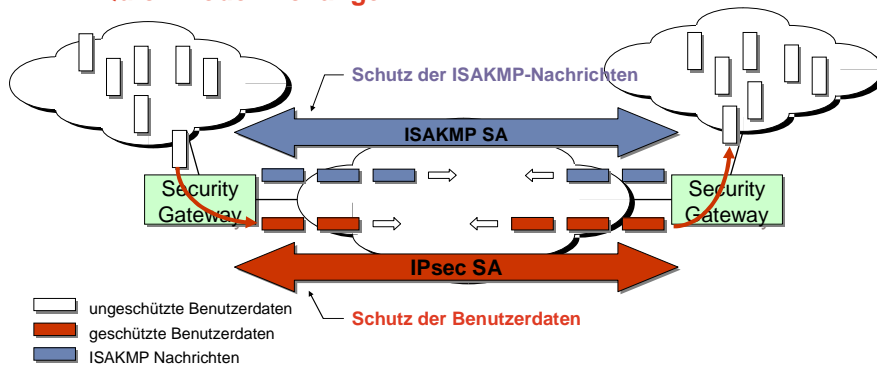 Schutz der ISAKMP-Nachrichten
ISAKMP SA
Security
Gateway
Security
Gateway
IPsec SA
ungeschützte Benutzerdaten
geschützte Benutzerdaten
ISAKMP Nachrichten
Schutz der Benutzerdaten